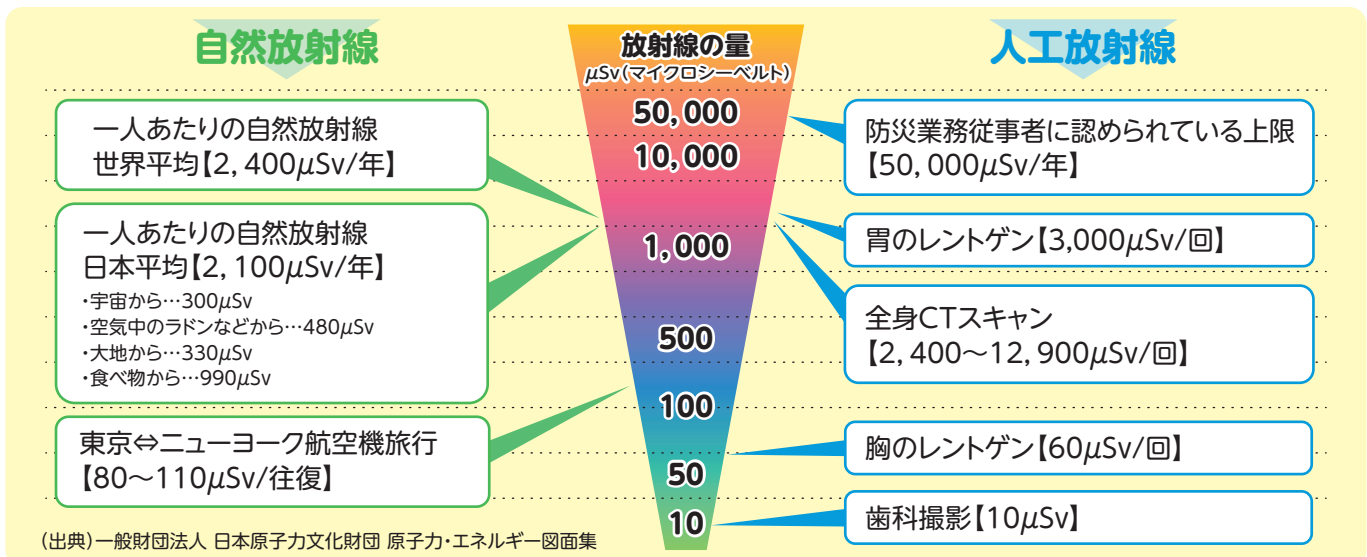 自然放射線
一人あたりの自然放射線
世界平均【2,400μSv/年】
一人あたりの自然放射線
日本平均【2,100μSv/年】
・宇宙から…300μSv
・空気中のラドンなどから…480μSv
・大地から…330μSv
・食べ物から…990μSv
東京⇔ニューヨーク航空機旅行
【80〜110μSv/往復】
放射線の量
μSv(マイクロシーベルト)
50,000
10,000
1,000
500
100
50
10
人工放射線
防災業務従事者に認められている上限
【50,000μSv/年】
胃のレントゲン【3,000μSv/回】
全身CTスキャン
【2,400〜12,900μSv/回】
胸のレントゲン【60μSv/回】
歯科撮影【10μSv】
(出典)一般財団法人 日本原子力文化財団 原子力・エネルギー図面集